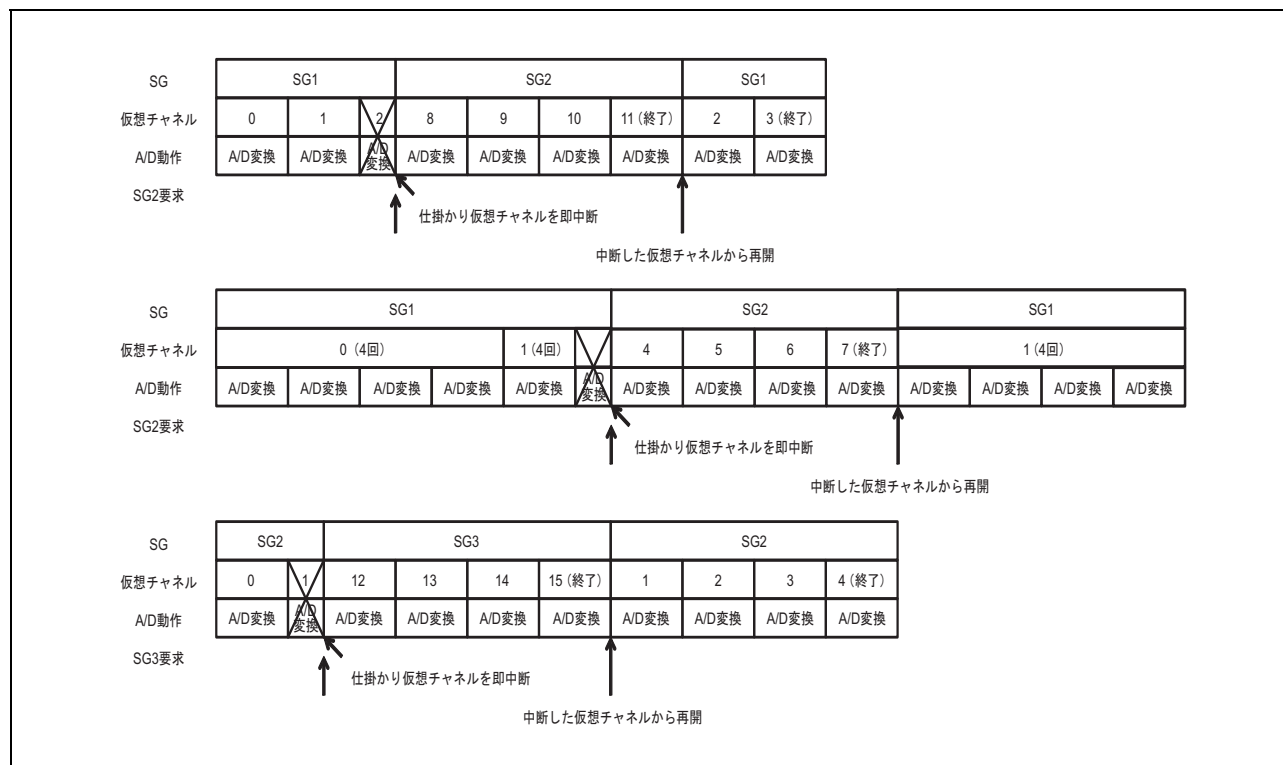 SG SG1 SG2 SG1
仮想チャネル 0 1 2 8 9 10 11 (終了) 2 3 (終了)
A/D動作 A/D変換 A/D変換 A/D変換 A/D変換 A/D変換 A/D変換 A/D変換 A/D変換 A/D変換
SG2要求
仕掛かり仮想チャネルを即中断
中断した仮想チャネルから再開
SG SG1 SG2 SG1
仮想チャネル 0 (4回) 1 (4回) 4 5 6 7 (終了) 1 (4回)
A/D動作 A/D変換 A/D変換 A/D変換 A/D変換 A/D変換 A/D変換 A/D変換 A/D変換 A/D変換 A/D変換 A/D変換 A/D変換 A/D変換 A/D変換
SG2要求
仕掛かり仮想チャネルを即中断
中断した仮想チャネルから再開
SG SG2 SG3 SG2
仮想チャネル 0 1 12 13 14 15 (終了) 1 2 3 4 (終了)
A/D動作 A/D変換 A/D変換 A/D変換 A/D変換 A/D変換 A/D変換 A/D変換 A/D変換 A/D変換 A/D変換
SG3要求
仕掛かり仮想チャネルを即中断
中断した仮想チャネルから再開